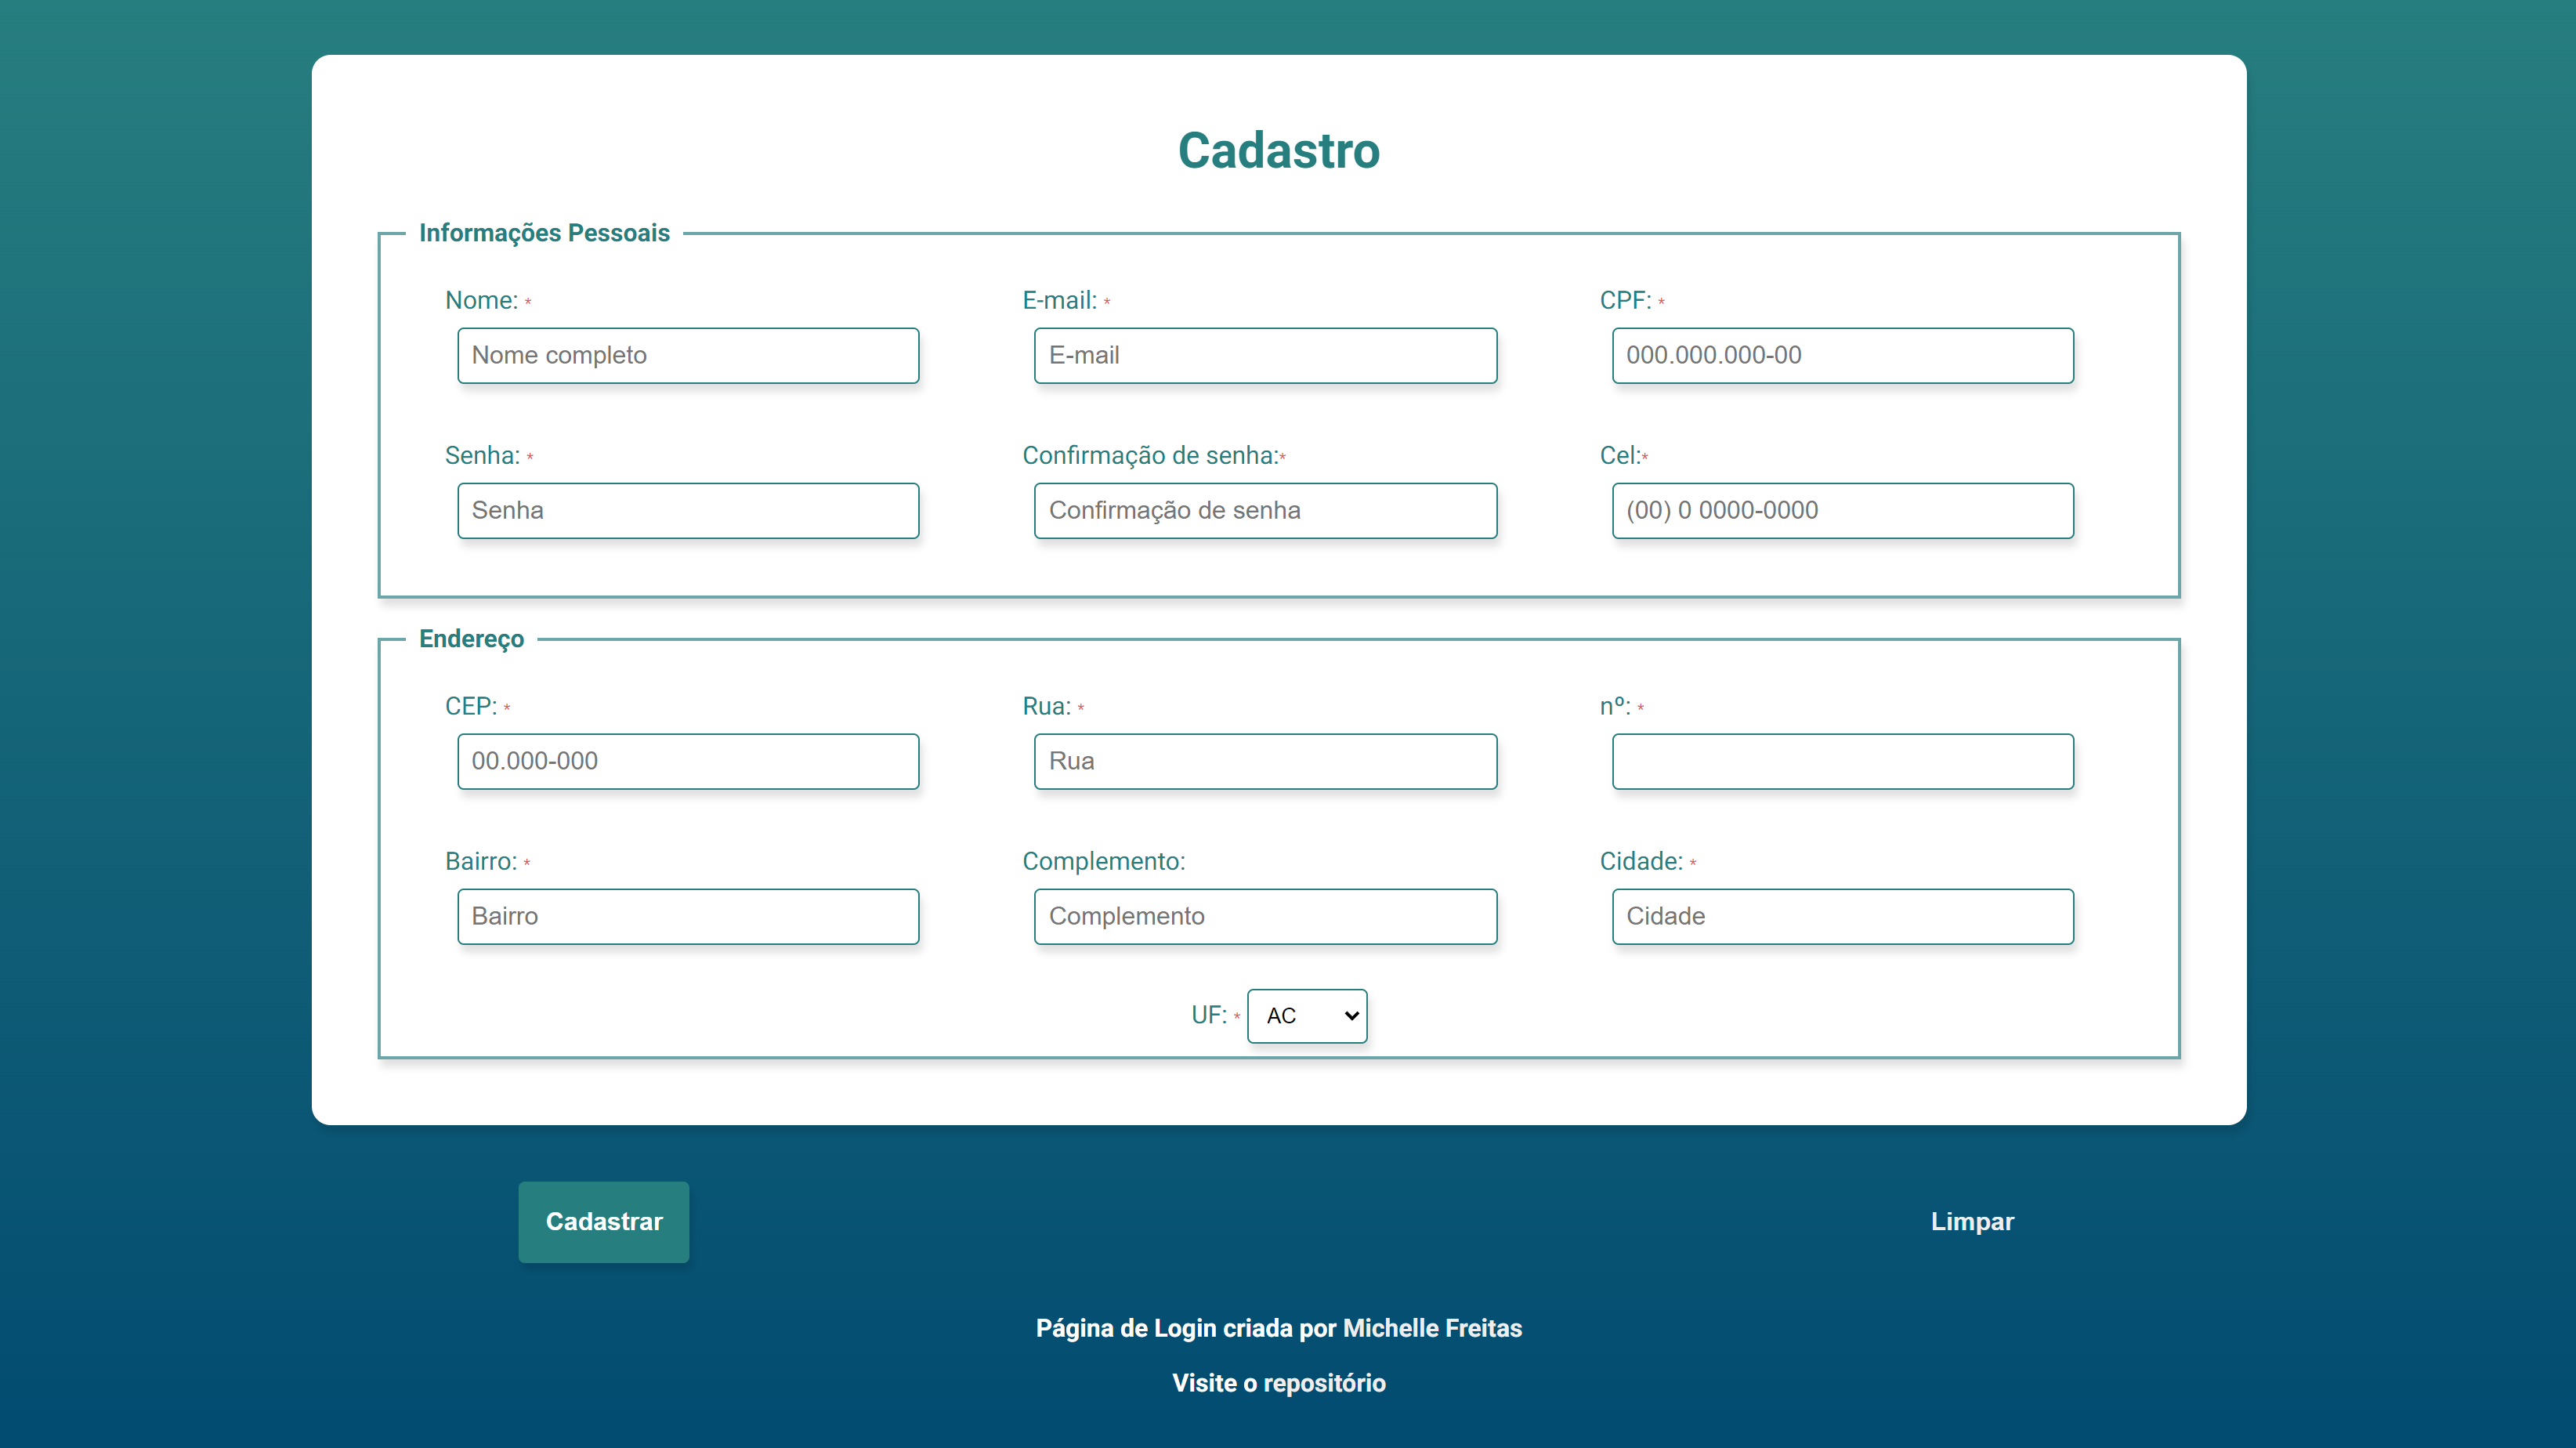 Cadastro
Informações Pessoais
Nome: * E-mail: * CPF: *
Nome completo E-mail 000.000.000-00
Senha: * Confirmação de senha:* Cel:*
Senha Confirmação de senha (00) 0 0000-0000
Endereço
CEP: * Rua: * nº: *
00.000-000 Rua
Bairro: * Complemento: Cidade: *
Bairro Complemento Cidade
UF: * AC
Cadastrar Limpar
Página de Login criada por Michelle Freitas
Visite o repositório